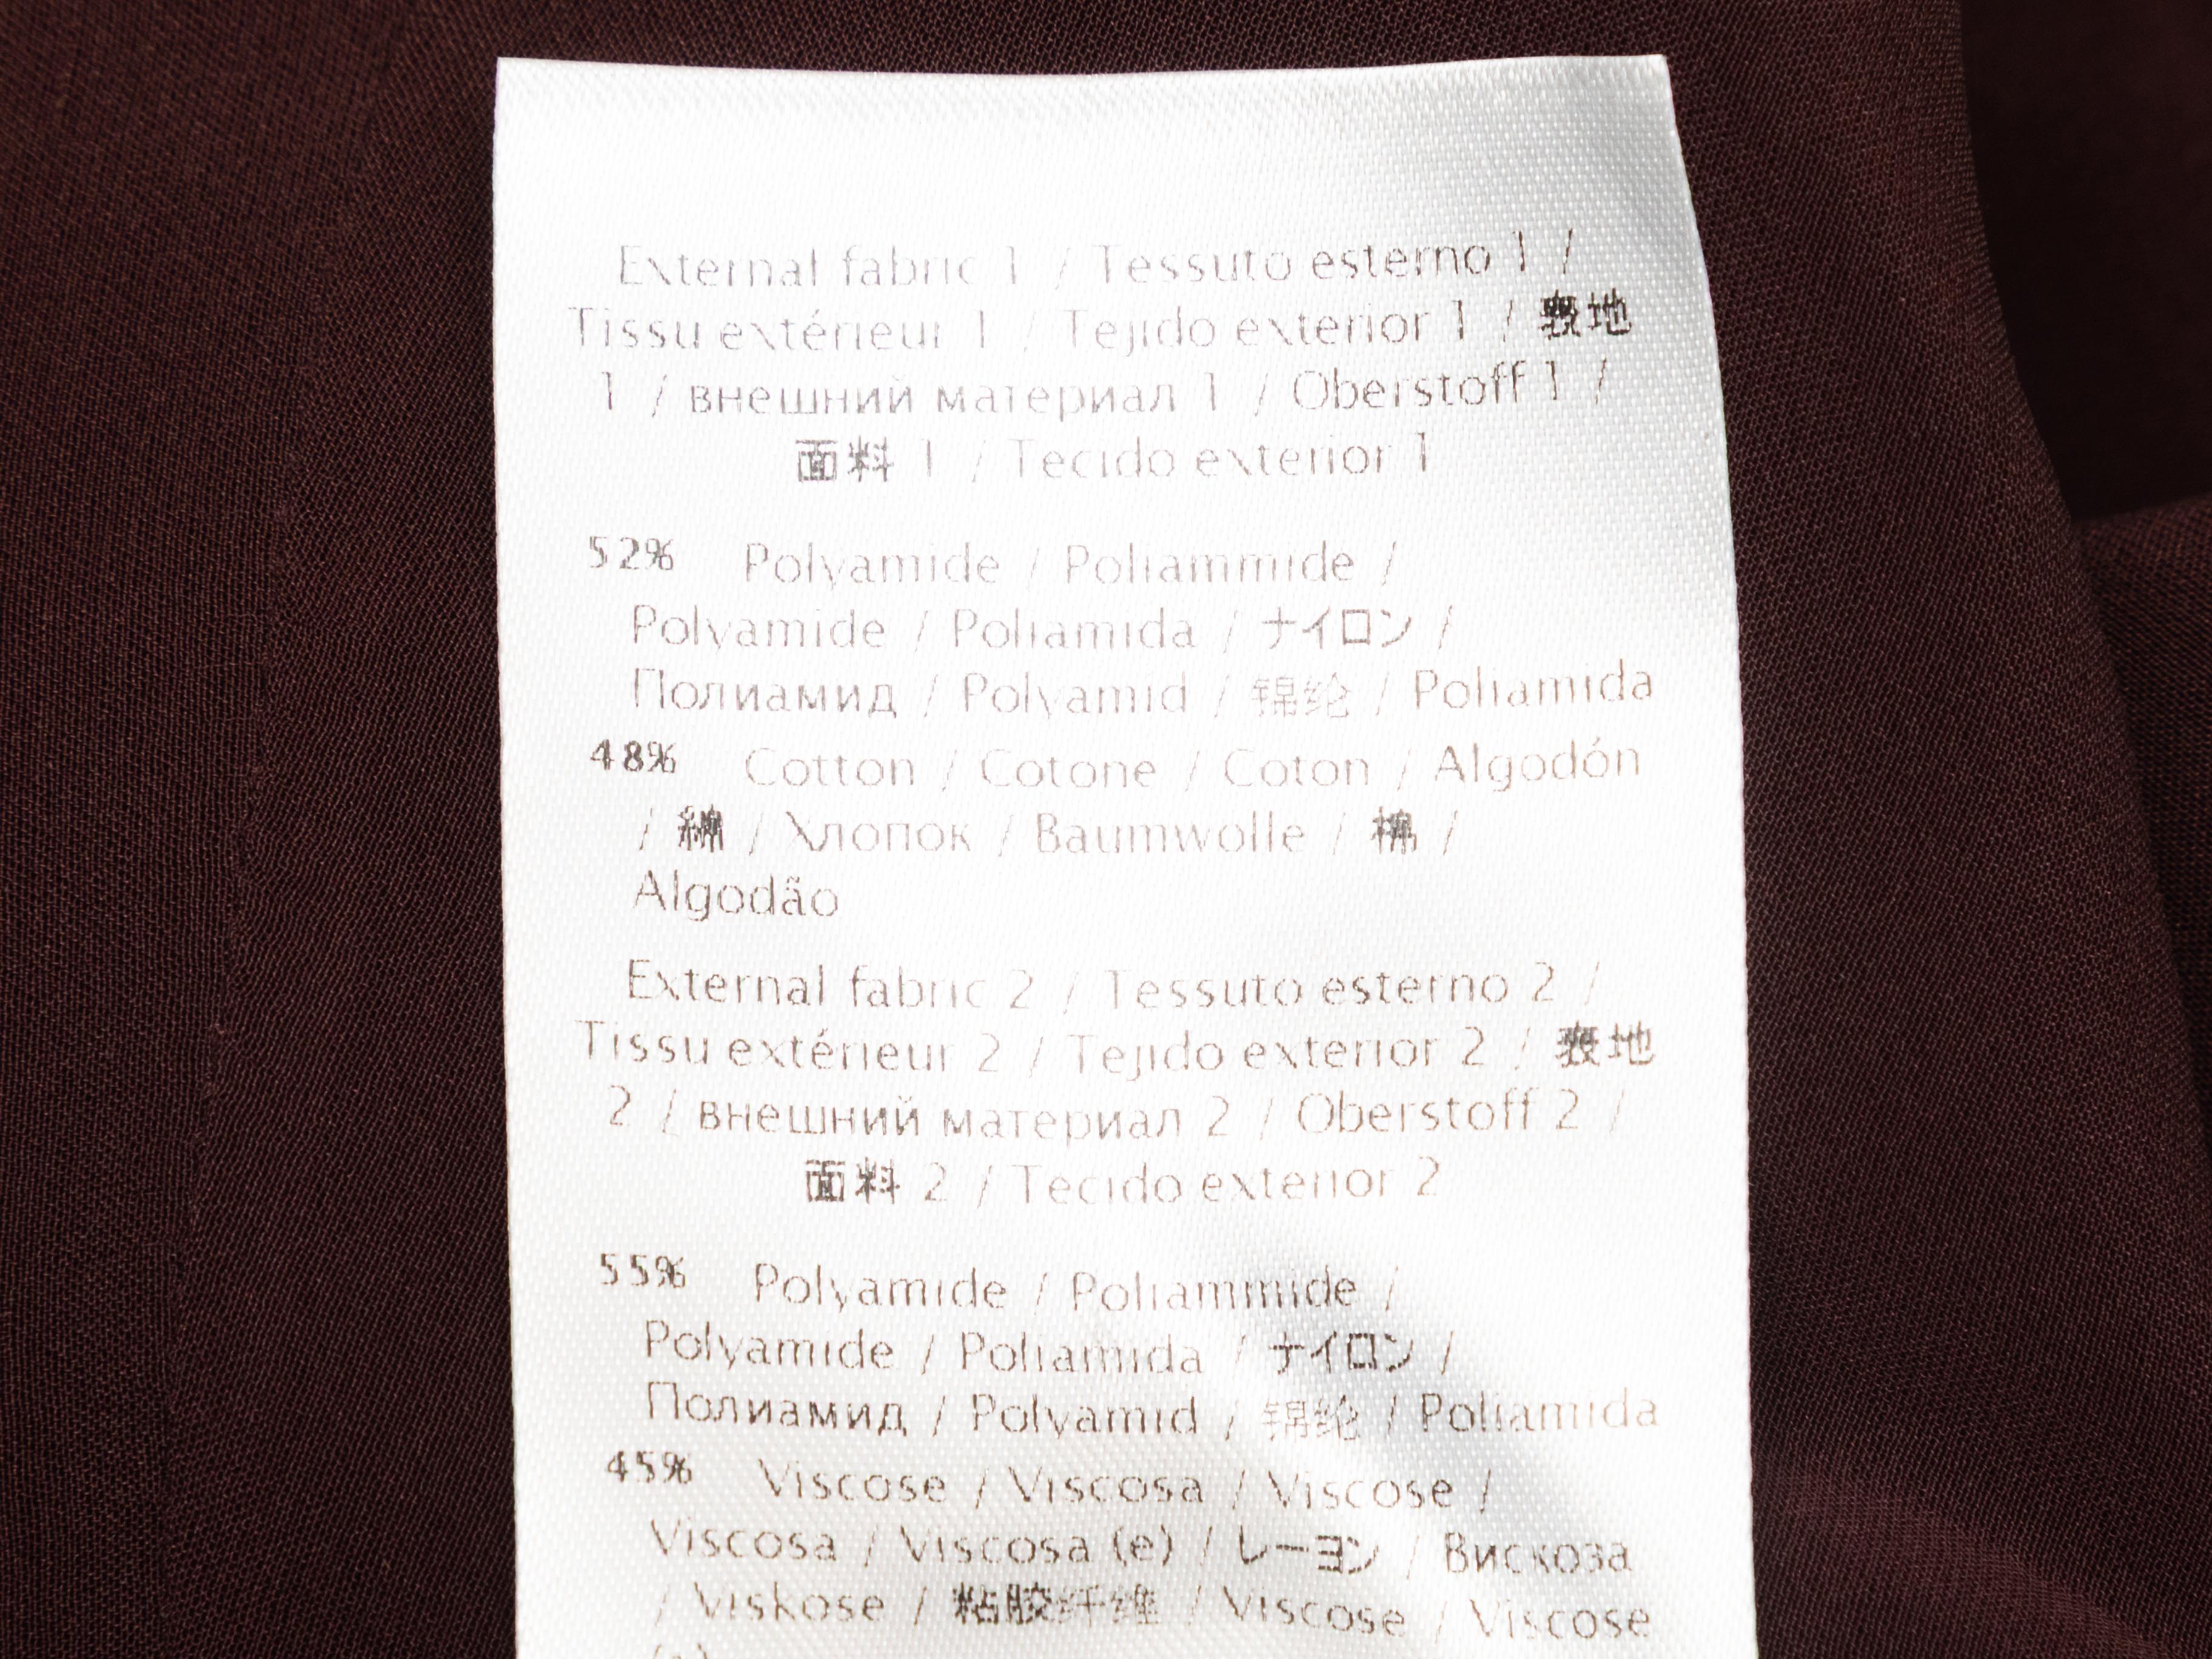 External fabric 1 / Tessuto esterno 1 /
Tissu extérieur 1 / Tejido exterior 1 / 表地
1 / внешний материал 1 / Oberstoff 1 /
面料 1 / Tecido exterior 1
52% Polyamide / Poliammide /
Polyamide / Poliamida / ナイロン /
Полиамид / Polyamid / 锦纶 / Poliamida
48% Cotton / Cotone / Coton / Algodón
/ 綿 / Хлопок / Baumwolle / 棉 /
Algodão
External fabric 2 / Tessuto esterno 2 /
Tissu extérieur 2 / Tejido exterior 2 / 表地
2 / внешний материал 2 / Oberstoff 2 /
面料 2 / Tecido exterior 2
55% Polyamide / Poliammide /
Polyamide / Poliamida / ナイロン /
Полиамид / Polyamid / 锦纶 / Poliamida
45% Viscose / Viscosa / Viscose /
Viscosa / Viscosa (e) / レーヨン / Вискоза
/ Viskose / 粘胶纤维 / Viscose / Viscose